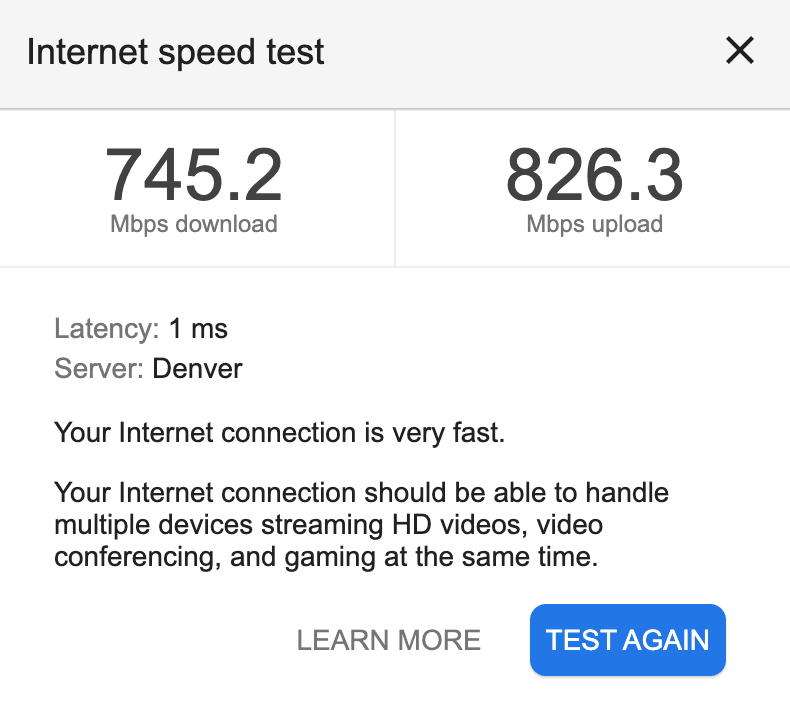 Internet speed test
745.2
Mbps download
826.3
Mbps upload
Latency: 1 ms
Server: Denver
Your Internet connection is very fast.
Your Internet connection should be able to handle
multiple devices streaming HD videos, video
conferencing, and gaming at the same time.
LEARN MORE
TEST AGAIN